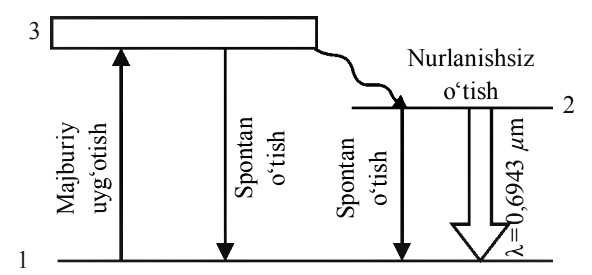 3
Nurlanishsiz
o‘tish
2
Majburiy
uyg‘otish
Spontan
o‘tish
Spontan
o‘tish
λ=0,6943 μm
1